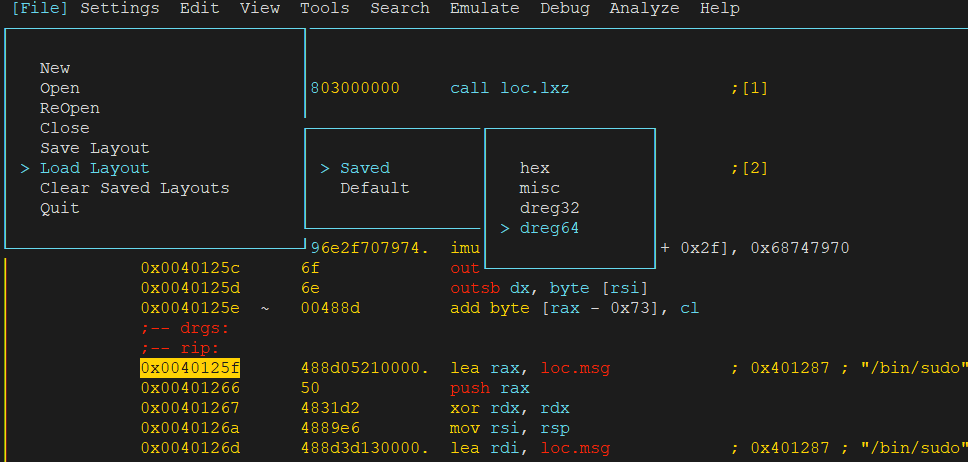 [File] Settings Edit View Tools Search Emulate Debug Analyze Help
New
Open 803000000 call loc.lxz ;[1]
ReOpen
Close
Save Layout
> Load Layout > Saved hex ;[2]
Clear Saved Layouts Default misc
Quit dreg32
> dreg64
96e2f707974. imu + 0x2f], 0x68747970
0x0040125c 6f out
0x0040125d 6e outsb dx, byte [rsi]
0x0040125e ~ 00488d add byte [rax - 0x73], cl
;-- drgs:
;-- rip:
0x0040125f 488d05210000. lea rax, loc.msg ; 0x401287 ; "/bin/sudo"
0x00401266 50 push rax
0x00401267 4831d2 xor rdx, rdx
0x0040126a 4889e6 mov rsi, rsp
0x0040126d 488d3d130000. lea rdi, loc.msg ; 0x401287 ; "/bin/sudo"